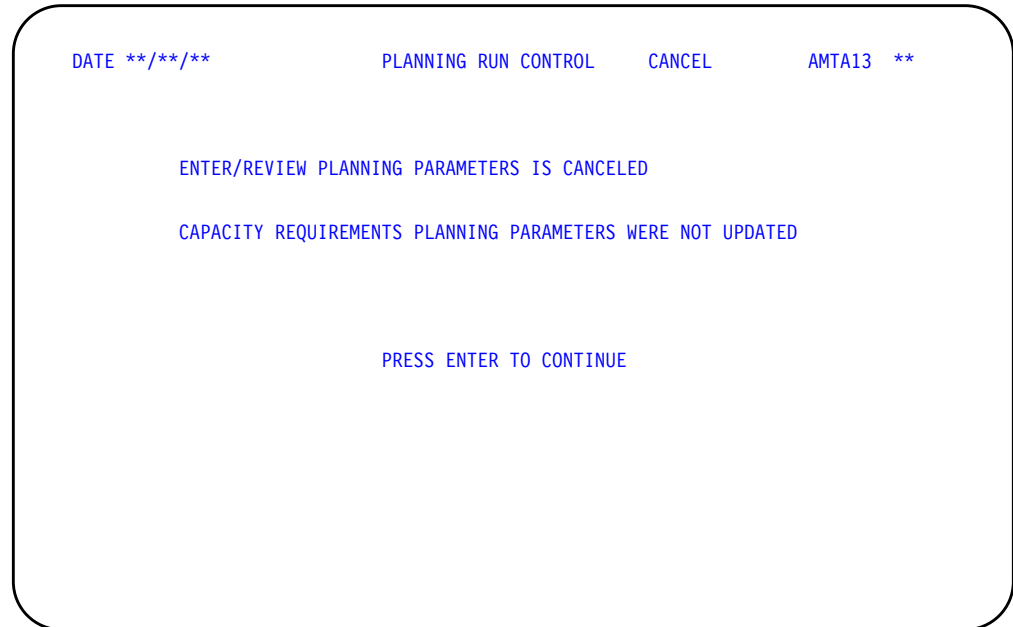 DATE **/**/** PLANNING RUN CONTROL CANCEL AMTA13 **
ENTER/REVIEW PLANNING PARAMETERS IS CANCELED
CAPACITY REQUIREMENTS PLANNING PARAMETERS WERE NOT UPDATED
PRESS ENTER TO CONTINUE